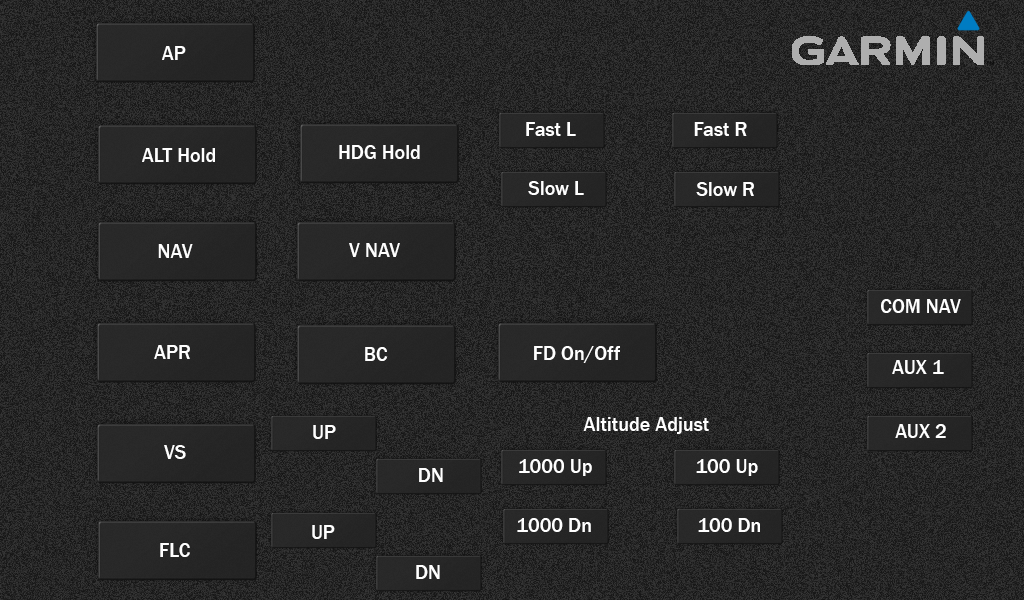 AP
GARMIN
ALT Hold
HDG Hold
Fast L
Fast R
Slow L
Slow R
NAV
V NAV
COM NAV
APR
BC
FD On/Off
AUX 1
VS
UP
DN
Altitude Adjust
AUX 2
1000 Up
100 Up
FLC
UP
DN
1000 Dn
100 Dn